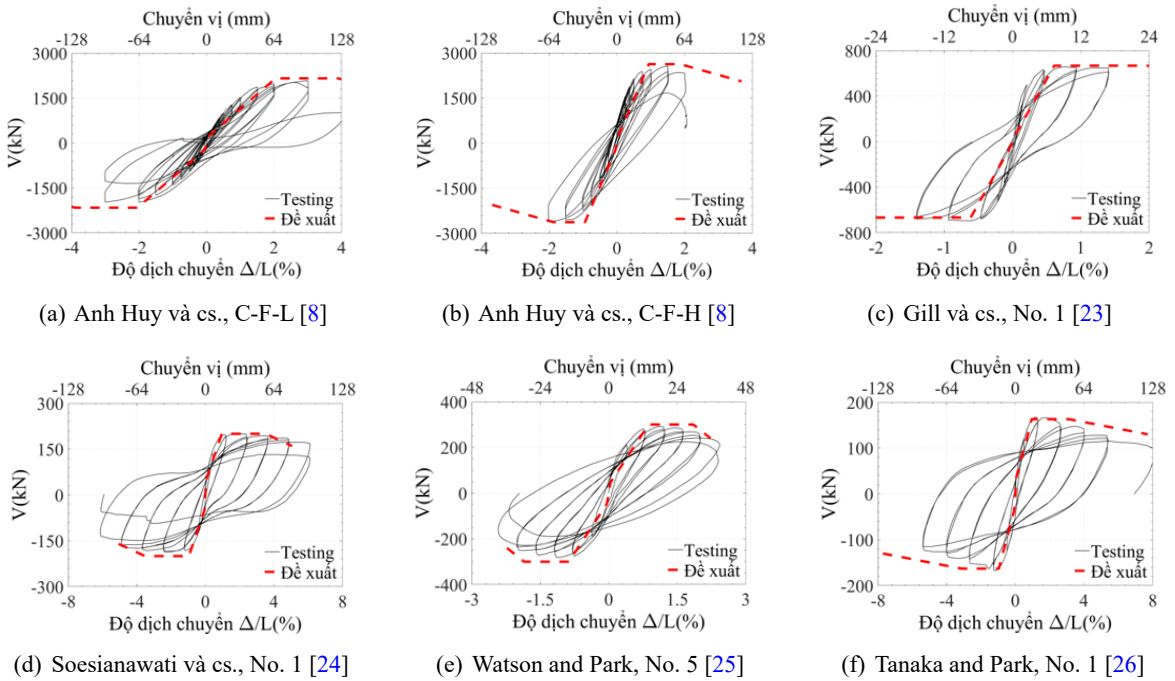 Chuyển vị (mm)
-128 -64 0 64 128
3000
1500
0
-1500
-3000
V(kN)
Testing
Đề xuất
-4 -2 0 2 4
Độ dịch chuyển Δ/L(%)
(a) Anh Huy và cs., C-F-L [8]
Chuyển vị (mm)
-128 -64 0 64 128
3000
1500
0
-1500
-3000
V(kN)
Testing
Đề xuất
-4 -2 0 2 4
Độ dịch chuyển Δ/L(%)
(b) Anh Huy và cs., C-F-H [8]
Chuyển vị (mm)
-24 -12 0 12 24
800
400
0
-400
-800
V(kN)
Testing
Đề xuất
-2 -1 0 1 2
Độ dịch chuyển Δ/L(%)
(c) Gill và cs., No. 1 [23]
Chuyển vị (mm)
-128 -64 0 64 128
300
150
0
-150
-300
V(kN)
Testing
Đề xuất
-8 -4 0 4 8
Độ dịch chuyển Δ/L(%)
(d) Soesianawati và cs., No. 1 [24]
Chuyển vị (mm)
-48 -24 0 24 48
400
200
0
-200
-400
V(kN)
Testing
Đề xuất
-3 -1.5 0 1.5 3
Độ dịch chuyển Δ/L(%)
(e) Watson and Park, No. 5 [25]
Chuyển vị (mm)
-128 -64 0 64 128
200
100
0
-100
-200
V(kN)
Testing
Đề xuất
-8 -4 0 4 8
Độ dịch chuyển Δ/L(%)
(f) Tanaka and Park, No. 1 [26]